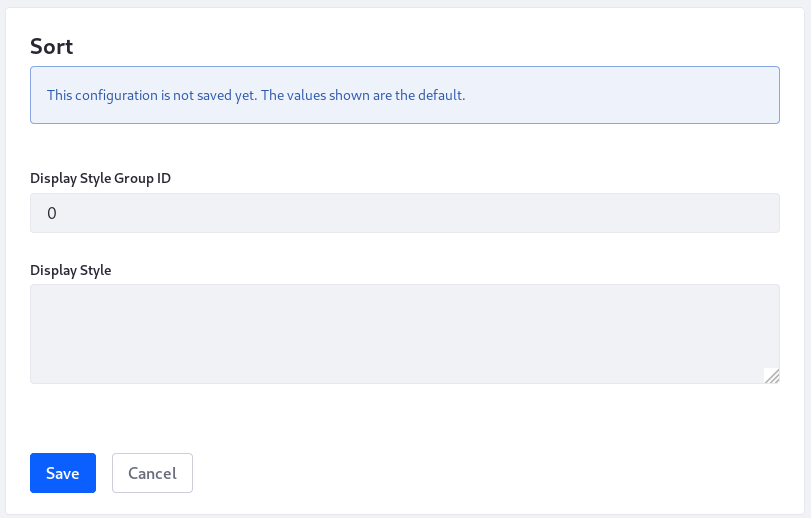 Sort
This configuration is not saved yet. The values shown are the default.
Display Style Group ID
0
Display Style
Save
Cancel